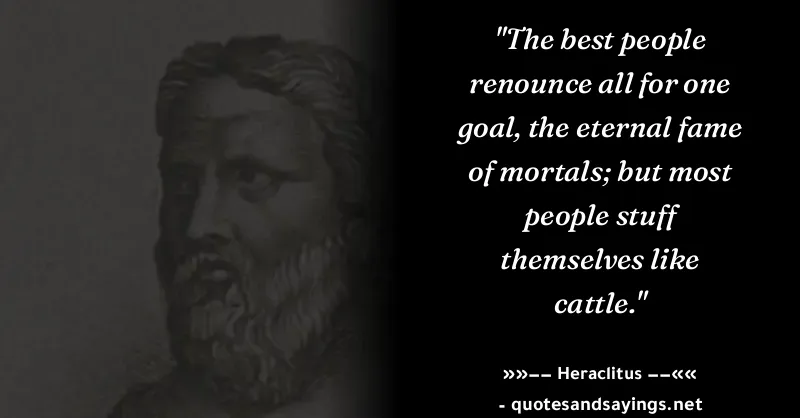 "The best people
renounce all for one
goal, the eternal fame
of mortals; but most
people stuff
themselves like
cattle."
»»−− Heraclitus −−««
- quotesandsayings.net